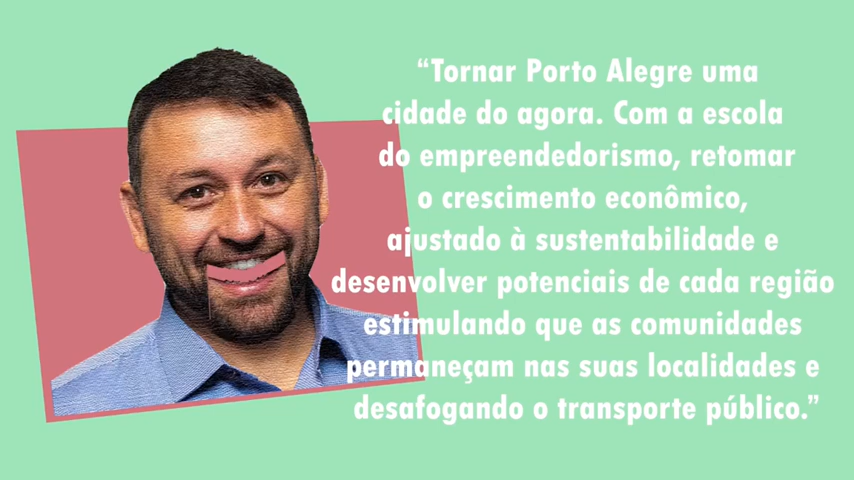 “Tornar Porto Alegre uma
cidade do agora. Com a escola
do empreendedorismo, retomar
o crescimento econômico,
ajustado à sustentabilidade e
desenvolver potenciais de cada região
estimulando que as comunidades
permaneçam nas suas localidades e
desafogando o transporte público.”